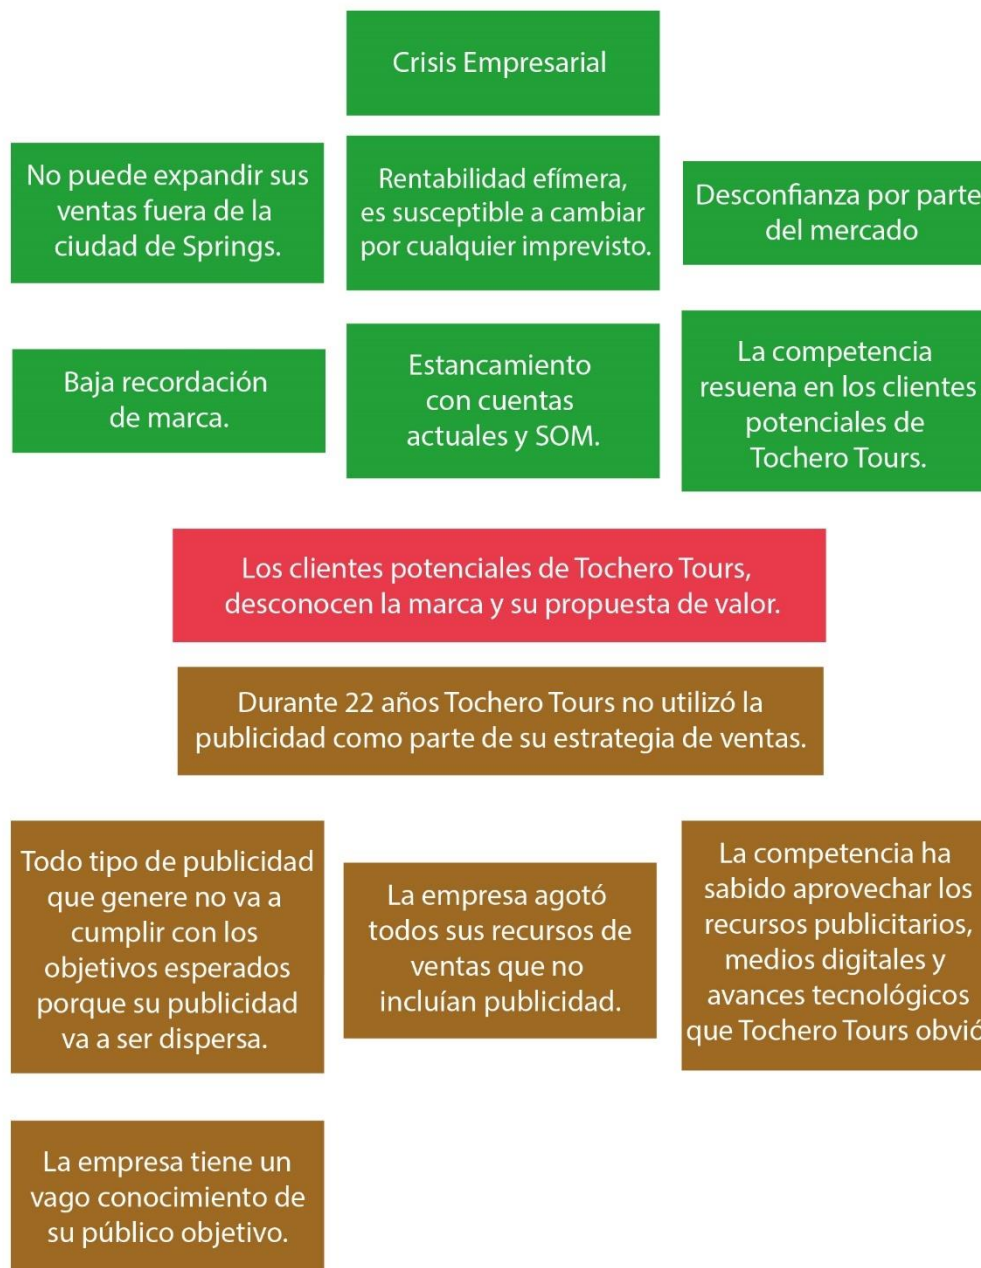 Crisis Empresarial
No puede expandir sus
ventas fuera de la
ciudad de Springs.
Rentabilidad efímera,
es susceptible a cambiar
por cualquier imprevisto.
Desconfianza por parte
del mercado
Baja recordación
de marca.
Estancamiento
con cuentas
actuales y SOM.
La competencia
resuena en los clientes
potenciales de
Tochero Tours.
Los clientes potenciales de Tochero Tours,
desconocen la marca y su propuesta de valor.
Durante 22 años Tochero Tours no utilizó la
publicidad como parte de su estrategia de ventas.
Todo tipo de publicidad
que genere no va a
cumplir con los
objetivos esperados
porque su publicidad
va a ser dispersa.
La empresa agotó
todos sus recursos de
ventas que no
incluían publicidad.
La competencia ha
sabido aprovechar los
recursos publicitarios,
medios digitales y
avances tecnológicos
que Tochero Tours obvió
La empresa tiene un
vago conocimiento de
su público objetivo.